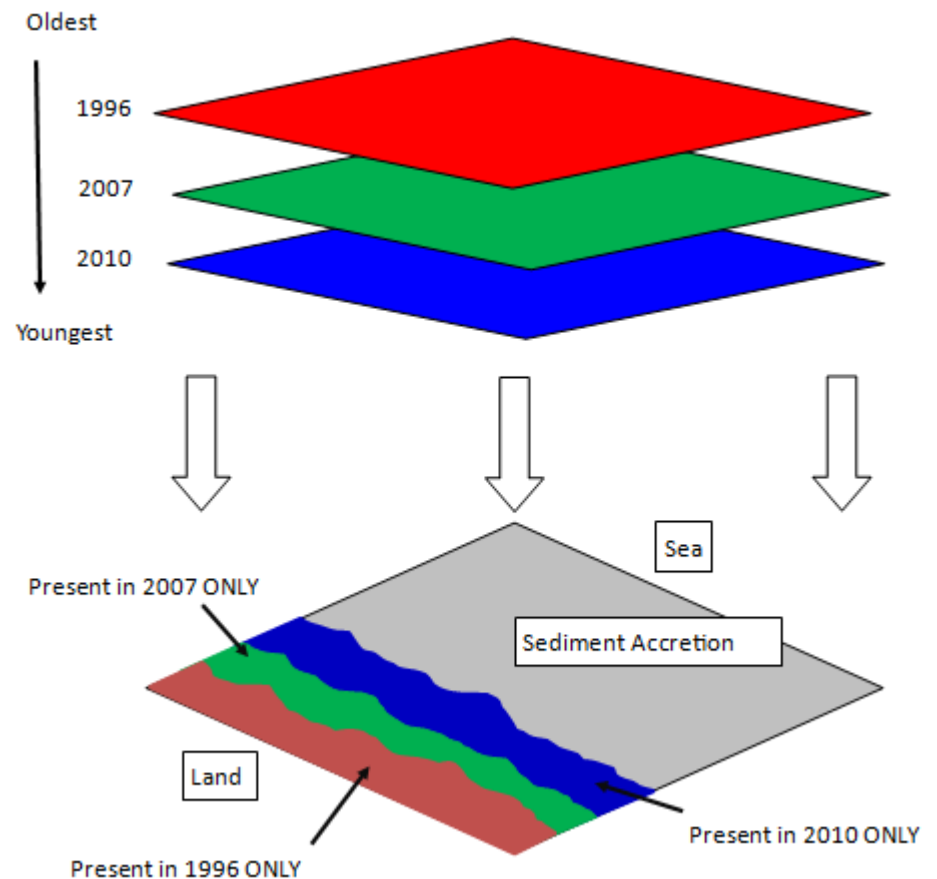 Oldest
1996
2007
2010
Youngest
Sea
Present in 2007 ONLY
Sediment Accretion
Land
Present in 2010 ONLY
Present in 1996 ONLY